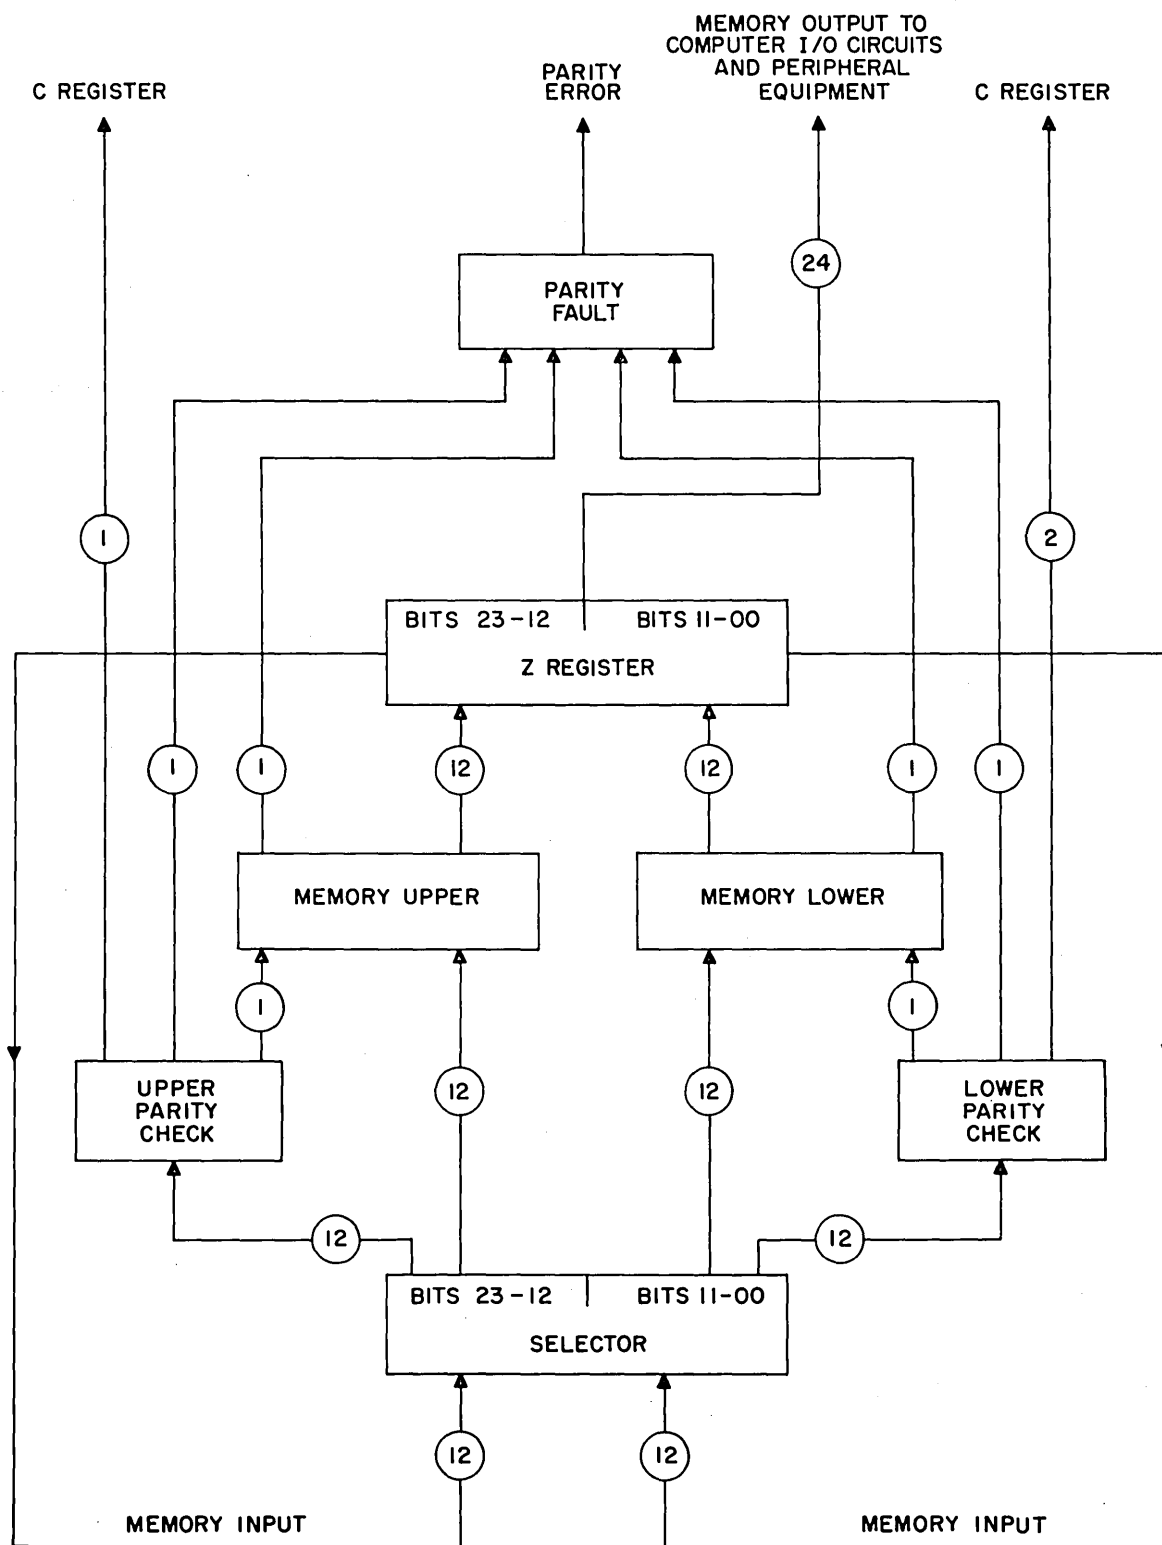 MEMORY OUTPUT TO
COMPUTER I/O CIRCUITS
AND PERIPHERAL
EQUIPMENT
C REGISTER
PARITY
ERROR
C REGISTER
24
PARITY
FAULT
1
2
BITS 23-12
BITS 11-00
Z REGISTER
1
1
12
12
1
1
MEMORY UPPER
MEMORY LOWER
1
1
12
12
UPPER
PARITY
CHECK
LOWER
PARITY
CHECK
12
12
BITS 23-12
BITS 11-00
SELECTOR
12
12
MEMORY INPUT
MEMORY INPUT